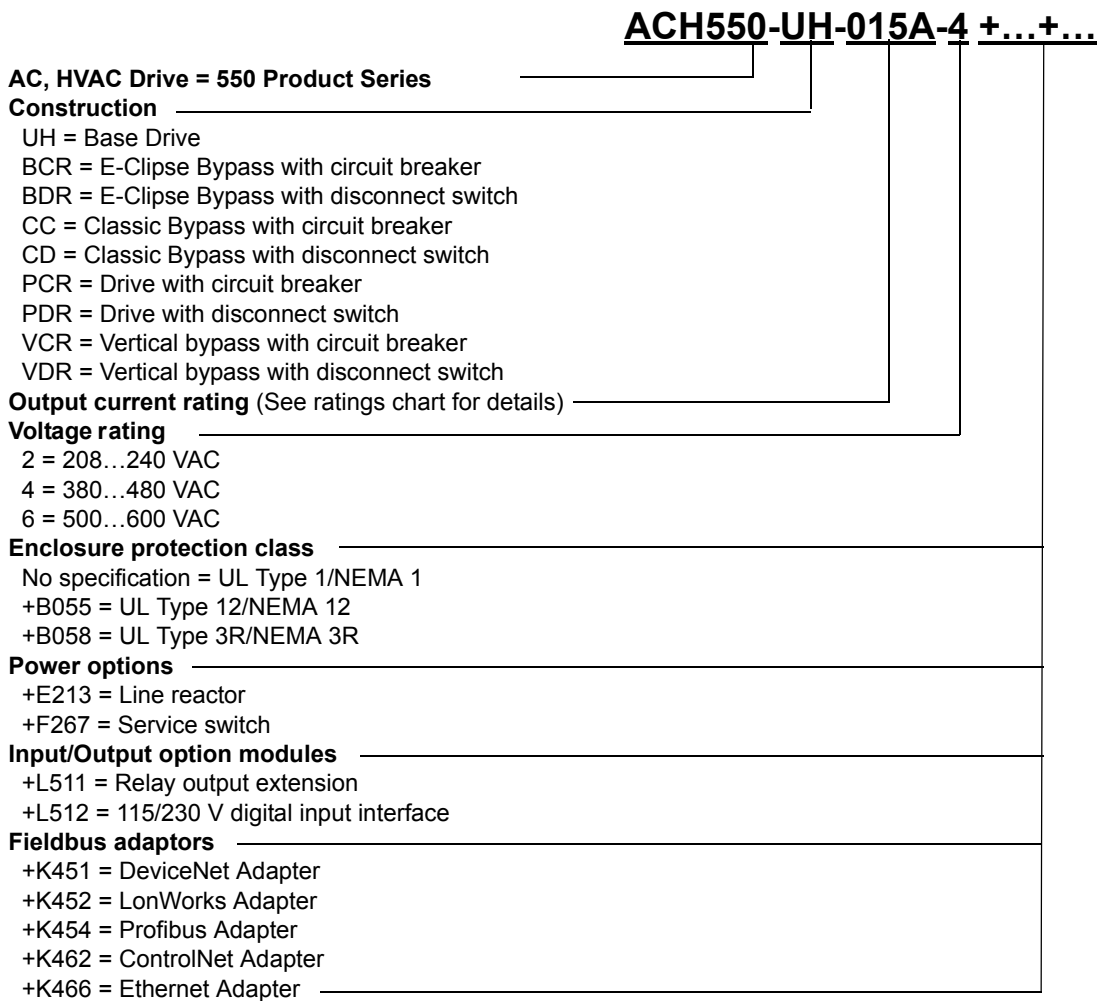 ACH550-UH-015A-4 +…+…
AC, HVAC Drive = 550 Product Series
Construction
UH = Base Drive
BCR = E-Clipse Bypass with circuit breaker
BDR = E-Clipse Bypass with disconnect switch
CC = Classic Bypass with circuit breaker
CD = Classic Bypass with disconnect switch
PCR = Drive with circuit breaker
PDR = Drive with disconnect switch
VCR = Vertical bypass with circuit breaker
VDR = Vertical bypass with disconnect switch
Output current rating (See ratings chart for details)
Voltage rating
2 = 208…240 VAC
4 = 380…480 VAC
6 = 500…600 VAC
Enclosure protection class
No specification = UL Type 1/NEMA 1
+B055 = UL Type 12/NEMA 12
+B058 = UL Type 3R/NEMA 3R
Power options
+E213 = Line reactor
+F267 = Service switch
Input/Output option modules
+L511 = Relay output extension
+L512 = 115/230 V digital input interface
Fieldbus adaptors
+K451 = DeviceNet Adapter
+K452 = LonWorks Adapter
+K454 = Profibus Adapter
+K462 = ControlNet Adapter
+K466 = Ethernet Adapter